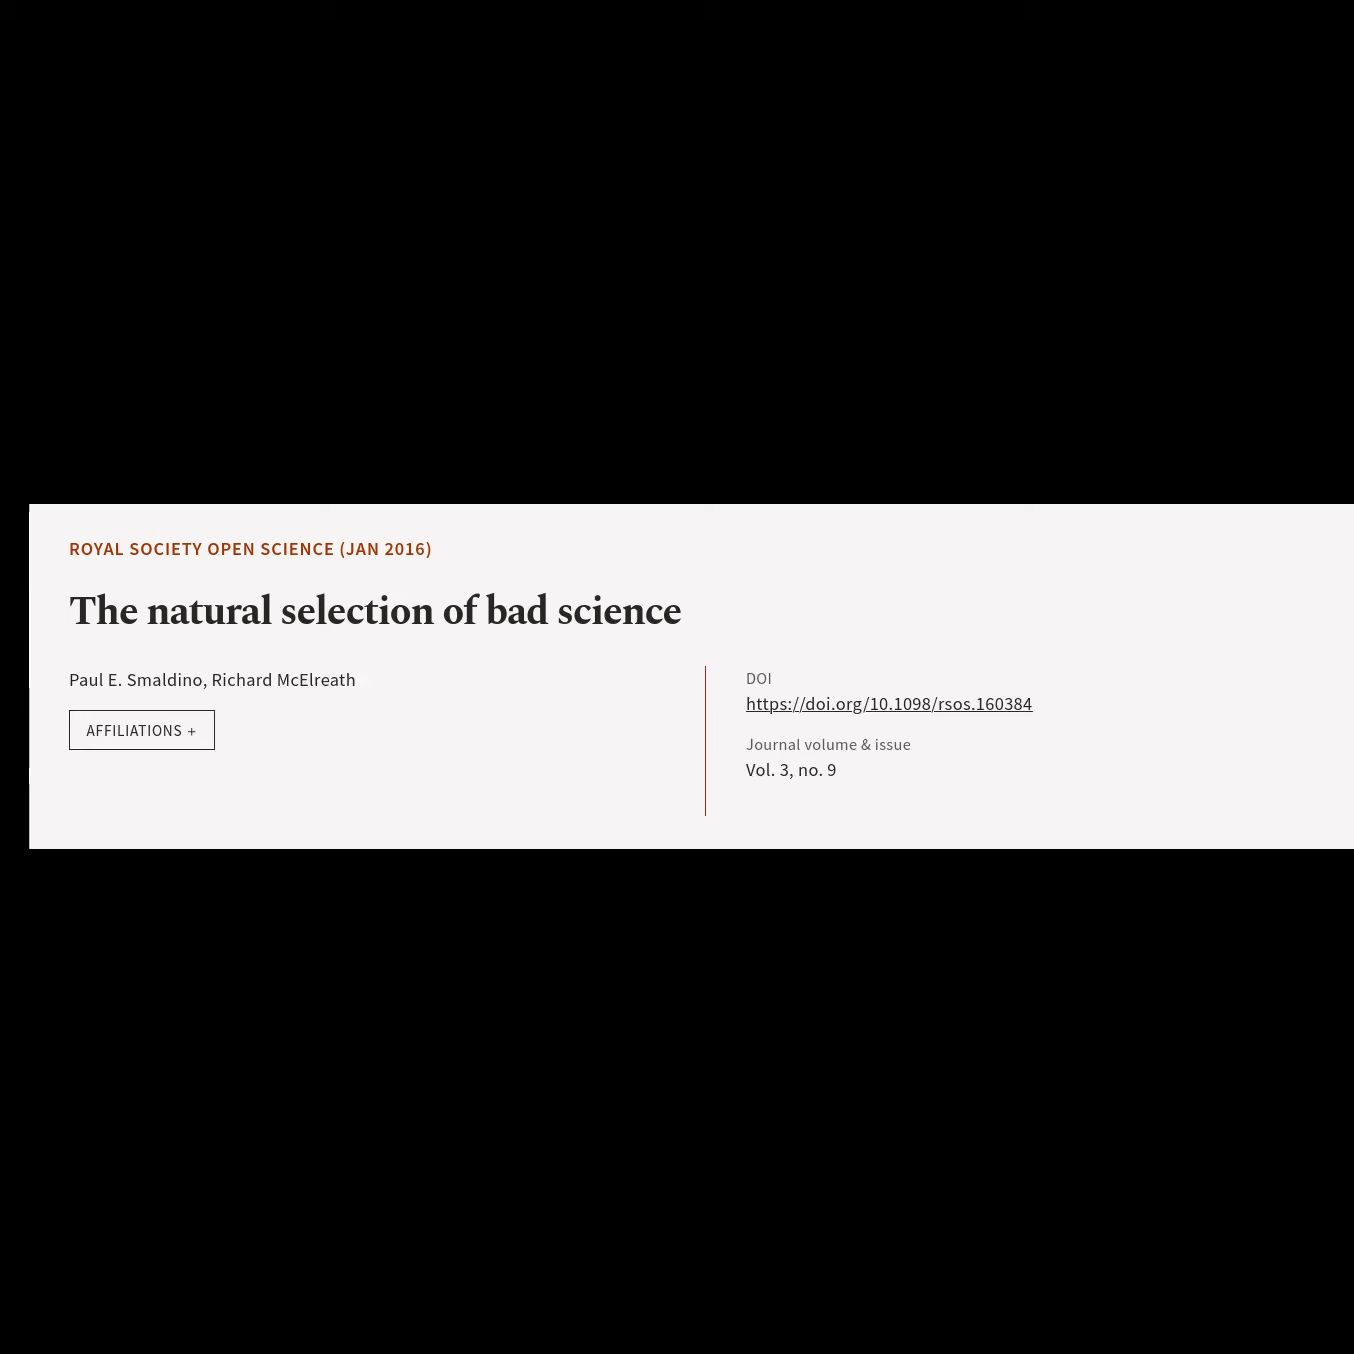 ROYAL SOCIETY OPEN SCIENCE (JAN 2016)
The natural selection of bad science
Paul E. Smaldino, Richard McElreath
AFFILIATIONS +
DOI
https://doi.org/10.1098/rsos.160384
Journal volume & issue
Vol. 3, no. 9